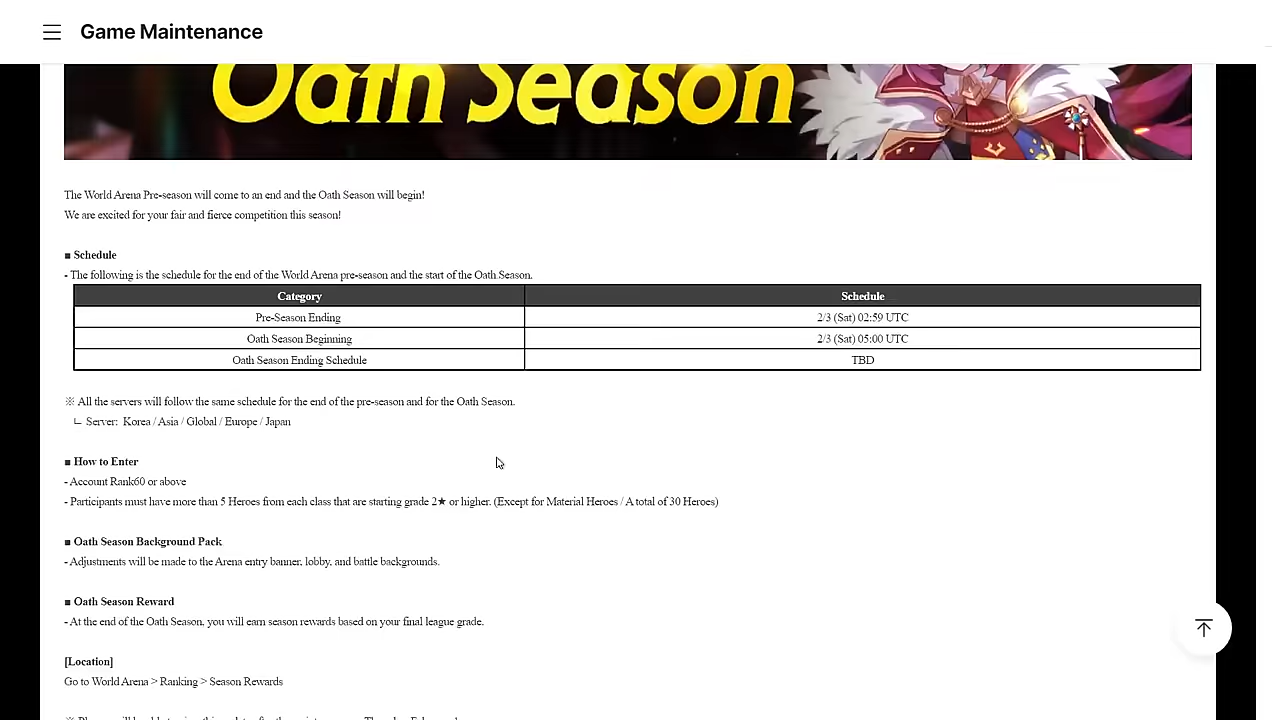 Game Maintenance
Oath Season
The World Arena Pre-season will come to an end and the Oath Season will begin!
We are excited for your fair and fierce competition this season!
■ Schedule
- The following is the schedule for the end of the World Arena pre-season and the start of the Oath Season.
Category Schedule
Pre-Season Ending 2/3 (Sat) 02:59 UTC
Oath Season Beginning 2/3 (Sat) 05:00 UTC
Oath Season Ending Schedule TBD
※ All the servers will follow the same schedule for the end of the pre-season and for the Oath Season.
ㄴ Server: Korea / Asia / Global / Europe / Japan
■ How to Enter
- Account Rank60 or above
- Participants must have more than 5 Heroes from each class that are starting grade 2★ or higher. (Except for Material Heroes / A total of 30 Heroes)
■ Oath Season Background Pack
- Adjustments will be made to the Arena entry banner, lobby, and battle backgrounds.
■ Oath Season Reward
- At the end of the Oath Season, you will earn season rewards based on your final league grade.
[Location]
Go to World Arena > Ranking > Season Rewards